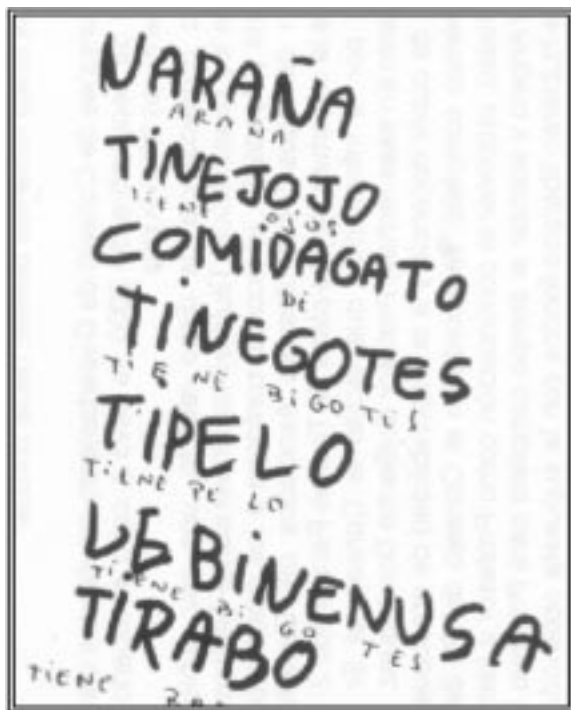 NARAÑA
ARAÑA
TINEJOJO
TIENE OJOS
COMIDAGATO
DE
TINEGOTES
TIENE BIGOTES
TIPELO
TIENE PELO
BINENUSA
TIENE BIGOTES
TIRABO
TIENE